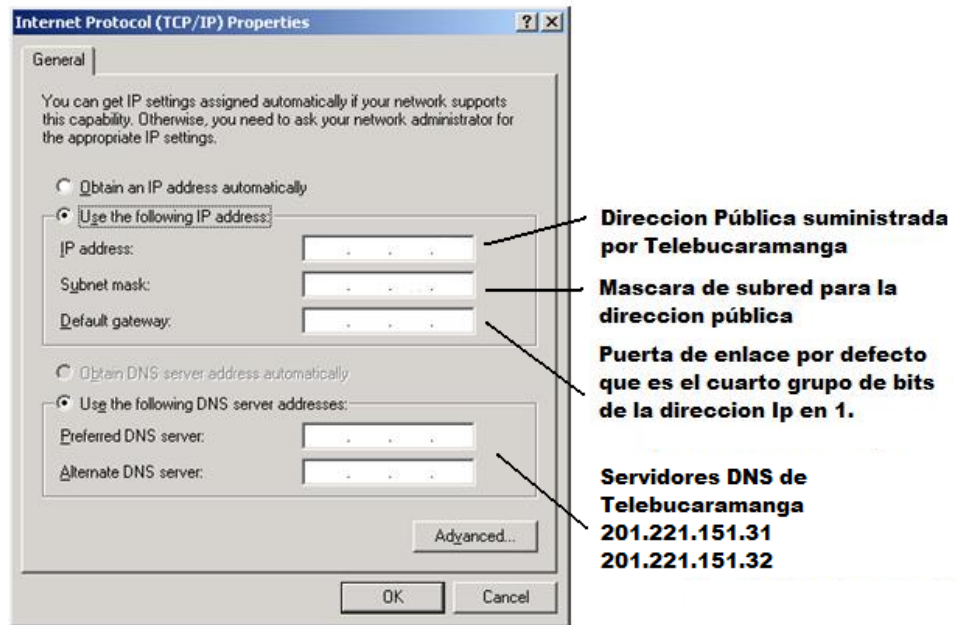 Internet Protocol (TCP/IP) Properties
General
You can get IP settings assigned automatically if your network supports
this capability. Otherwise, you need to ask your network administrator for
the appropriate IP settings.
Obtain an IP address automatically
Use the following IP address:
IP address:
Subnet mask:
Default gateway:
Obtain DNS server address automatically
Use the following DNS server addresses:
Preferred DNS server:
Alternate DNS server:
Advanced...
OK
Cancel
Direccion Pública suministrada
por Telebucaramanga
Mascara de subred para la
direccion pública
Puerta de enlace por defecto
que es el cuarto grupo de bits
de la direccion Ip en 1.
Servidores DNS de
Telebucaramanga
201.221.151.31
201.221.151.32